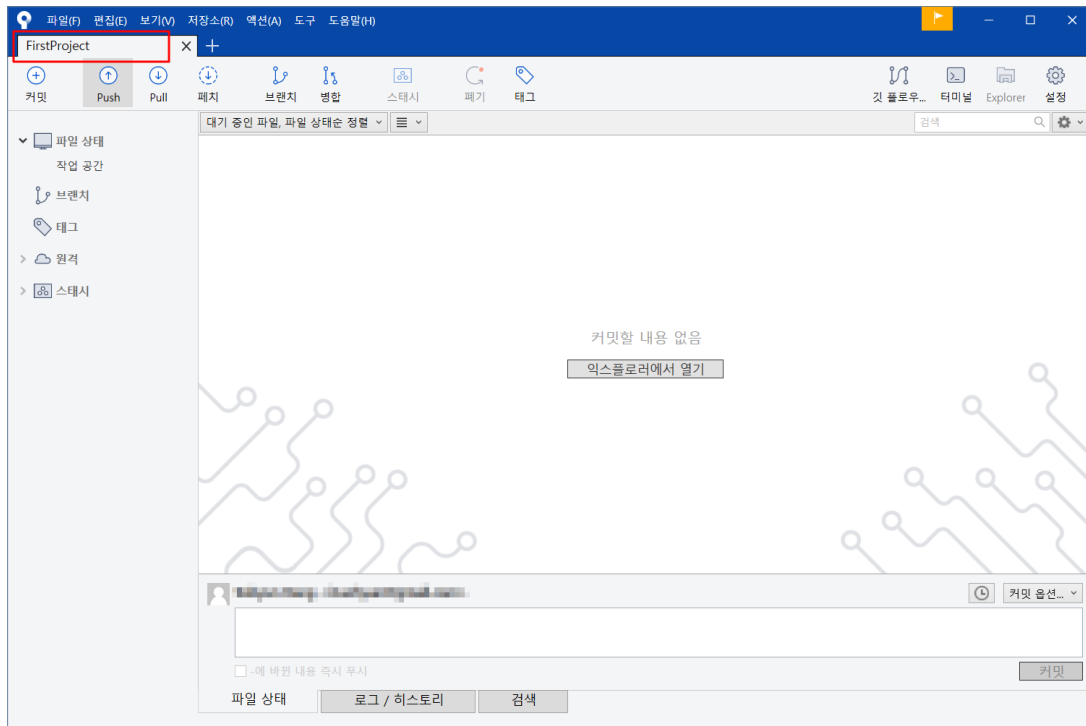 파일(F) 편집(E) 보기(V) 저장소(R) 액션(A) 도구 도움말(H)
FirstProject
커밋 Push Pull 페치 브랜치 병합 스태시 폐기 태그 깃 플로우... 터미널 Explorer 설정
대기 중인 파일, 파일 상태순 정렬 검색
파일 상태
작업 공간
브랜치
태그
원격
스태시
커밋할 내용 없음
익스플로러에서 열기
커밋 옵션...
-에 바뀐 내용 즉시 푸시
커밋
파일 상태 로그 / 히스토리 검색